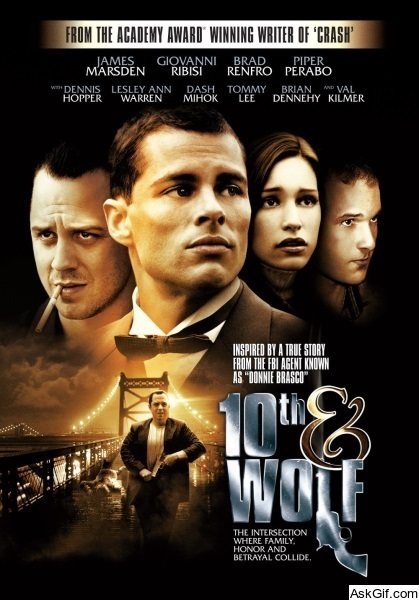 FROM THE ACADEMY AWARD® WINNING WRITER OF 'CRASH'
JAMES MARSDEN GIOVANNI RIBISI BRAD RENFRO PIPER PERABO
WITH DENNIS HOPPER LESLEY ANN WARREN DASH MIHOK TOMMY LEE BRIAN DENNEHY AND VAL KILMER
INSPIRED BY A TRUE STORY
FROM THE FBI AGENT KNOWN
AS "DONNIE BRASCO"
10th &
WOLF
THE INTERSECTION
WHERE FAMILY,
HONOR AND
BETRAYAL COLLIDE.
AskGif.com